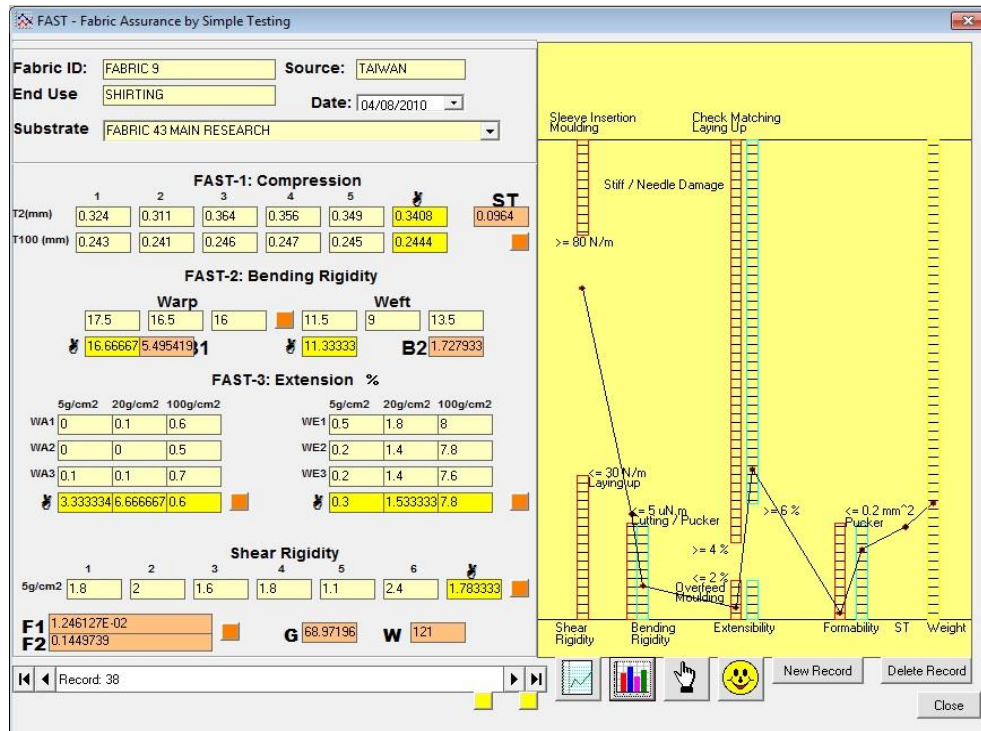 FAST - Fabric Assurance by Simple Testing
Fabric ID: FABRIC 9 Source: TAIWAN
End Use SHIRTING Date: 04/08/2010
Substrate FABRIC 43 MAIN RESEARCH
FAST-1: Compression
1 2 3 4 5 ST
T2(mm) 0.324 0.311 0.364 0.356 0.349 0.3408 0.0964
T100 (mm) 0.243 0.241 0.246 0.247 0.245 0.2444
FAST-2: Bending Rigidity
Warp Weft
17.5 16.5 16 11.5 9 13.5
16.66667 5.495419 B1 11.33333 B2 1.727933
FAST-3: Extension %
5g/cm2 20g/cm2 100g/cm2 5g/cm2 20g/cm2 100g/cm2
WA1 0 0.1 0.6 WE1 0.5 1.8 8
WA2 0 0 0.5 WE2 0.2 1.4 7.8
WA3 0.1 0.1 0.7 WE3 0.2 1.4 7.6
3.333334 6.666667 0.6 0.3 1.533333 7.8
Shear Rigidity
1 2 3 4 5 6
5g/cm2 1.8 2 1.6 1.8 1.1 2.4 1.783333
F1 1.246127E-02
F2 0.1449739
G 68.97196 W 121
Record: 38
Sleeve Insertion Check Matching
Moulding Laying Up
Stiff / Needle Damage
>= 80 N/m
<= 30 N/m
Laying up
<= 5 uN,m >= 6 % <= 0.2 mm^2
Cutting / Pucker Pucker
>= 4 %
<= 2 %
Overfeed
Moulding
Shear Bending Extensibility Formability ST Weight
Rigidity Rigidity
New Record Delete Record
Close